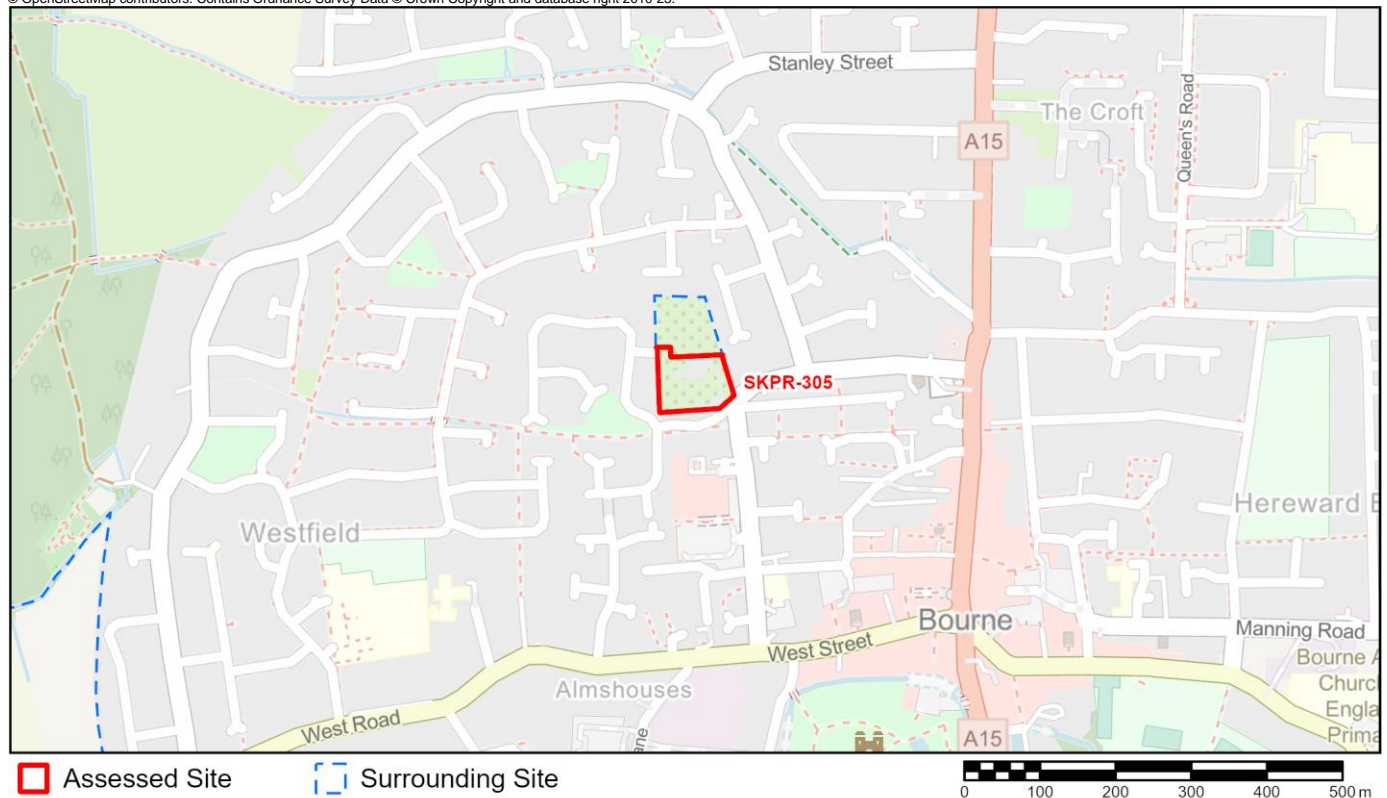 © OpenStreetMap contributors. Contains Ordnance Survey Data © Crown Copyright and database right 2016-23.
Stanley Street
The Croft
A15
Queen's Road
SKPR-305
Hereward
Westfield
Bourne
Manning Road
West Street
Bourne
Almshouses
Church
Engla
Prima
West Road
A15
Assessed Site
Surrounding Site
0 100 200 300 400 500 m